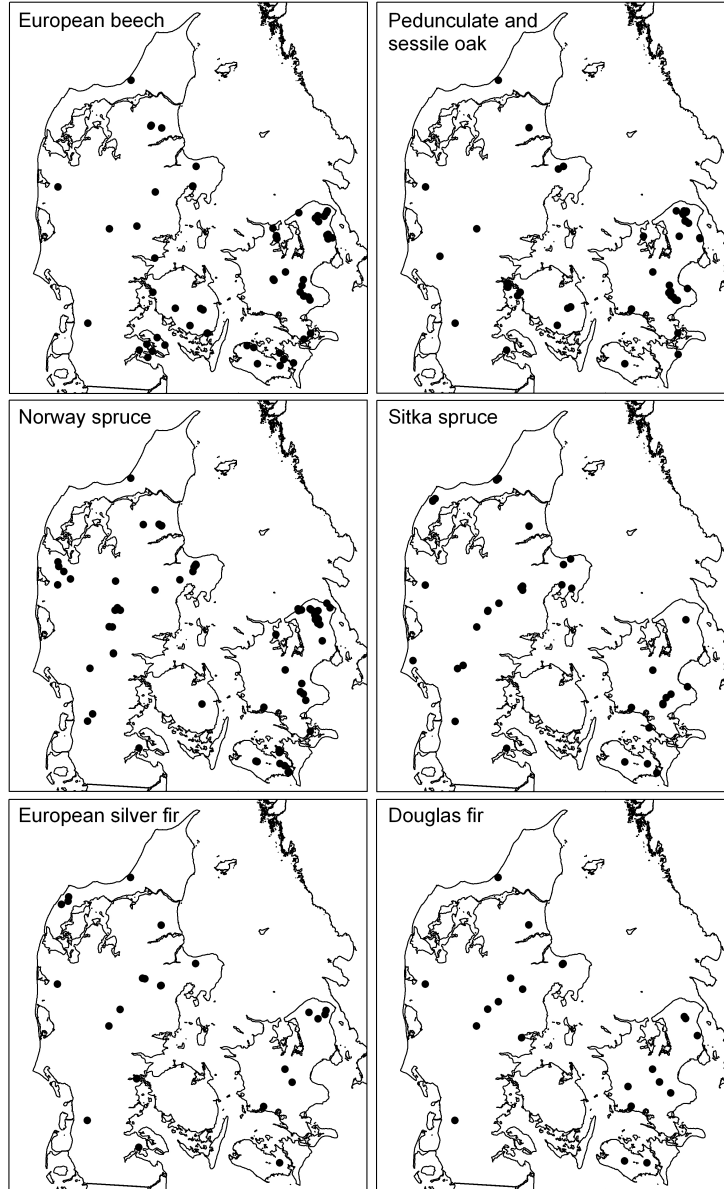 European beech
Pedunculate and
sessile oak
Norway spruce
Sitka spruce
European silver fir
Douglas fir